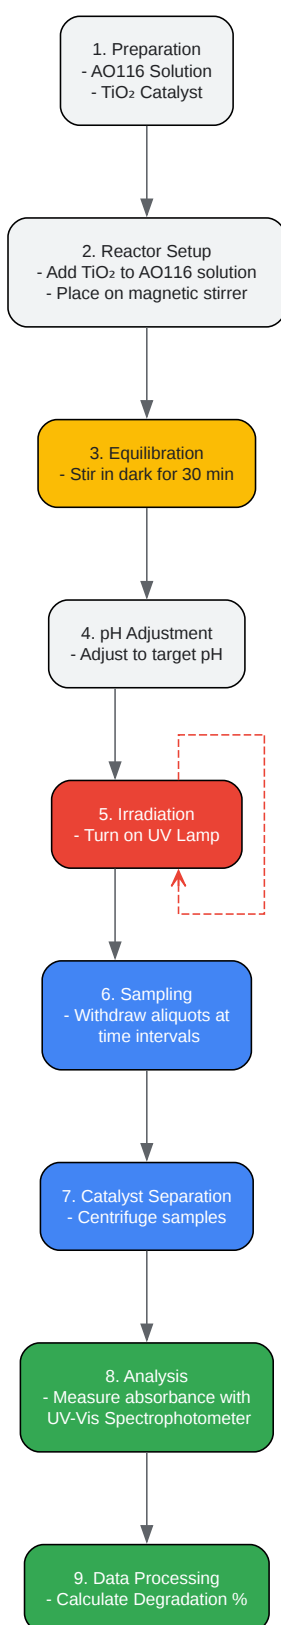 1. Preparation
- AO116 Solution
- TiO₂ Catalyst
2. Reactor Setup
- Add TiO₂ to AO116 solution
- Place on magnetic stirrer
3. Equilibration
- Stir in dark for 30 min
4. pH Adjustment
- Adjust to target pH
5. Irradiation
- Turn on UV Lamp
6. Sampling
- Withdraw aliquots at
time intervals
7. Catalyst Separation
- Centrifuge samples
8. Analysis
- Measure absorbance with
UV-Vis Spectrophotometer
9. Data Processing
- Calculate Degradation %